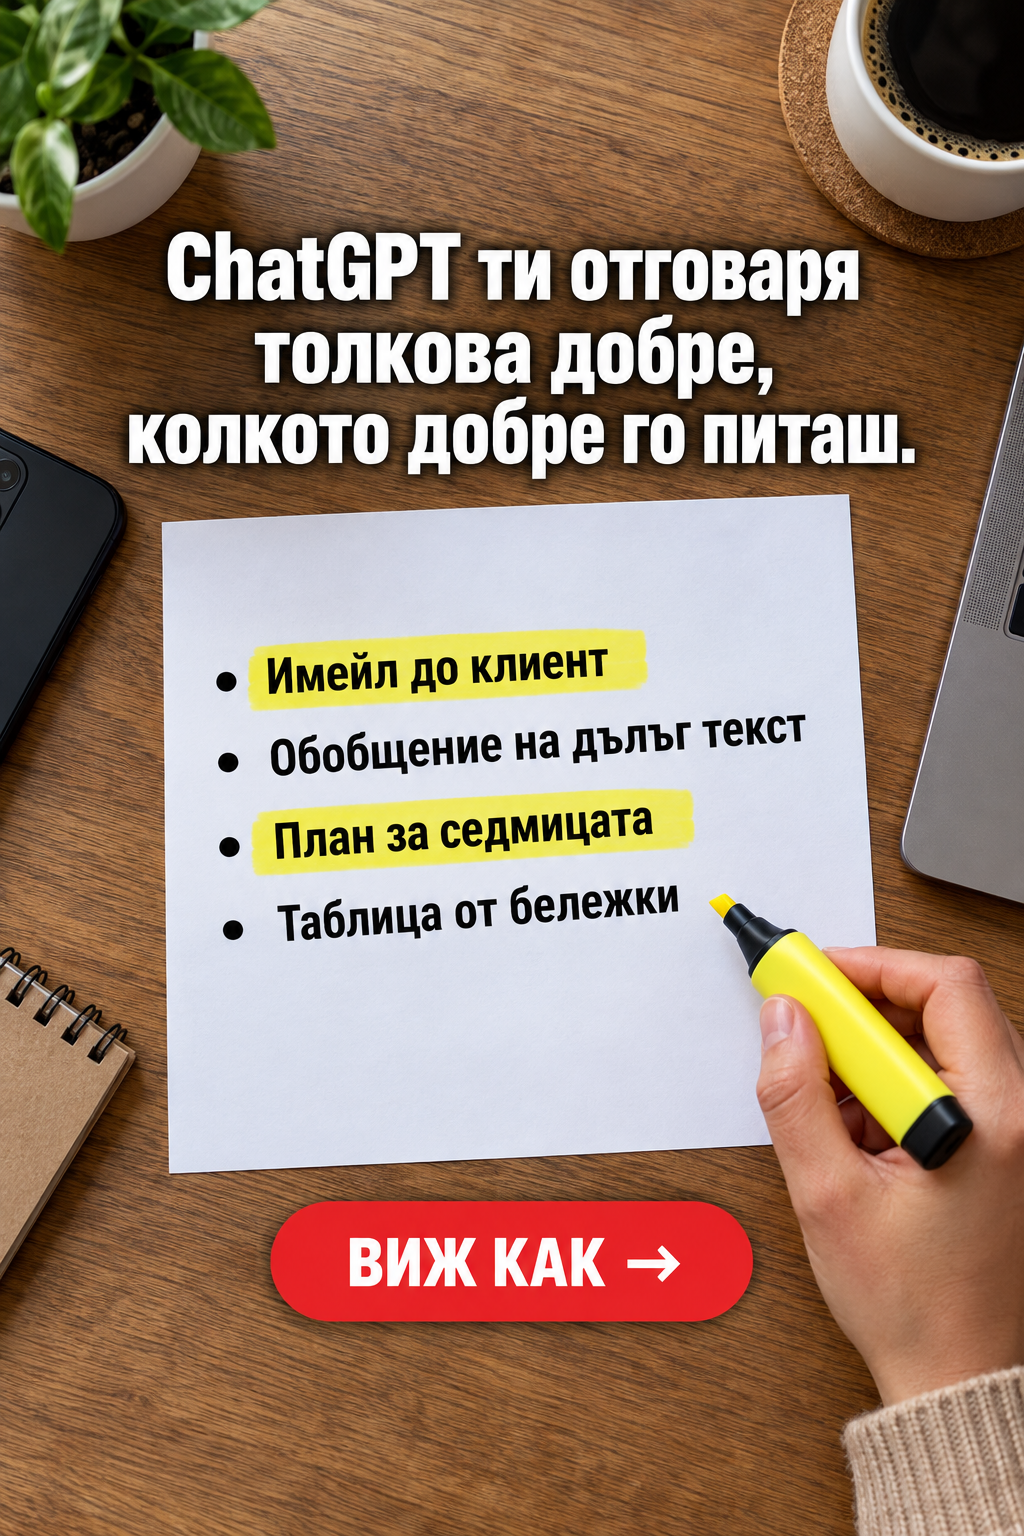 ChatGPT ти отговаря
толкова добре,
колкото добре го питаш.
• Имейл до клиент
• Обобщение на дълъг текст
• План за седмицата
• Таблица от бележки
ВИЖ КАК →